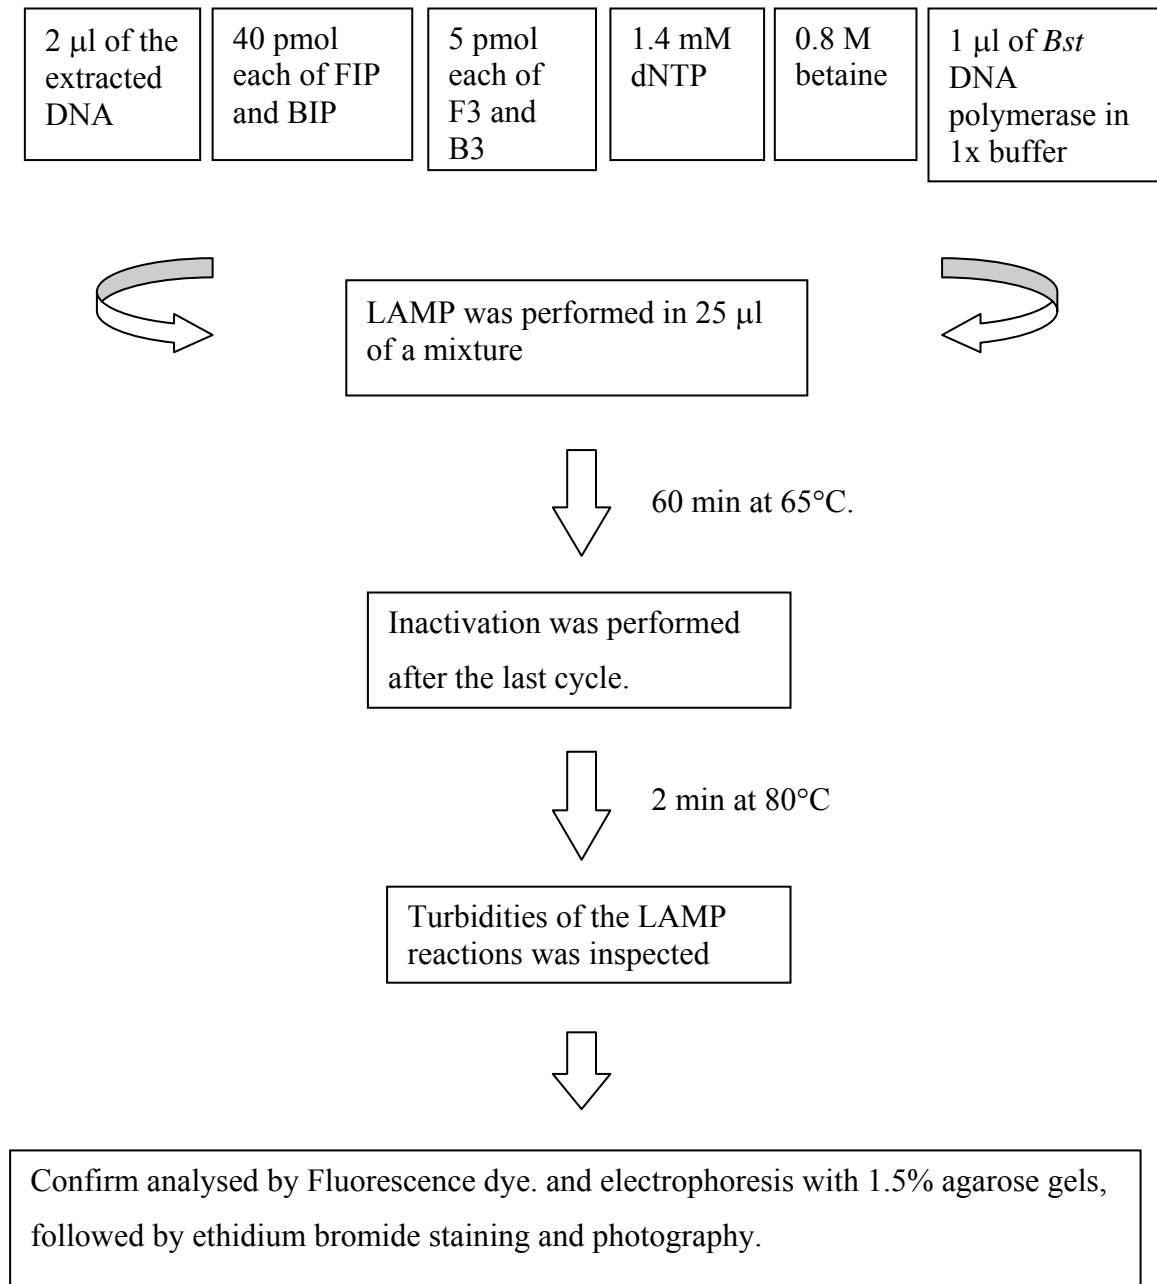 2 μl of the
extracted
DNA
40 pmol
each of FIP
and BIP
5 pmol
each of
F3 and
B3
1.4 mM
dNTP
0.8 M
betaine
1 μl of Bst
DNA
polymerase in
1x buffer
LAMP was performed in 25 μl
of a mixture
60 min at 65°C.
Inactivation was performed
after the last cycle.
2 min at 80°C
Turbidities of the LAMP
reactions was inspected
Confirm analysed by Fluorescence dye. and electrophoresis with 1.5% agarose gels,
followed by ethidium bromide staining and photography.